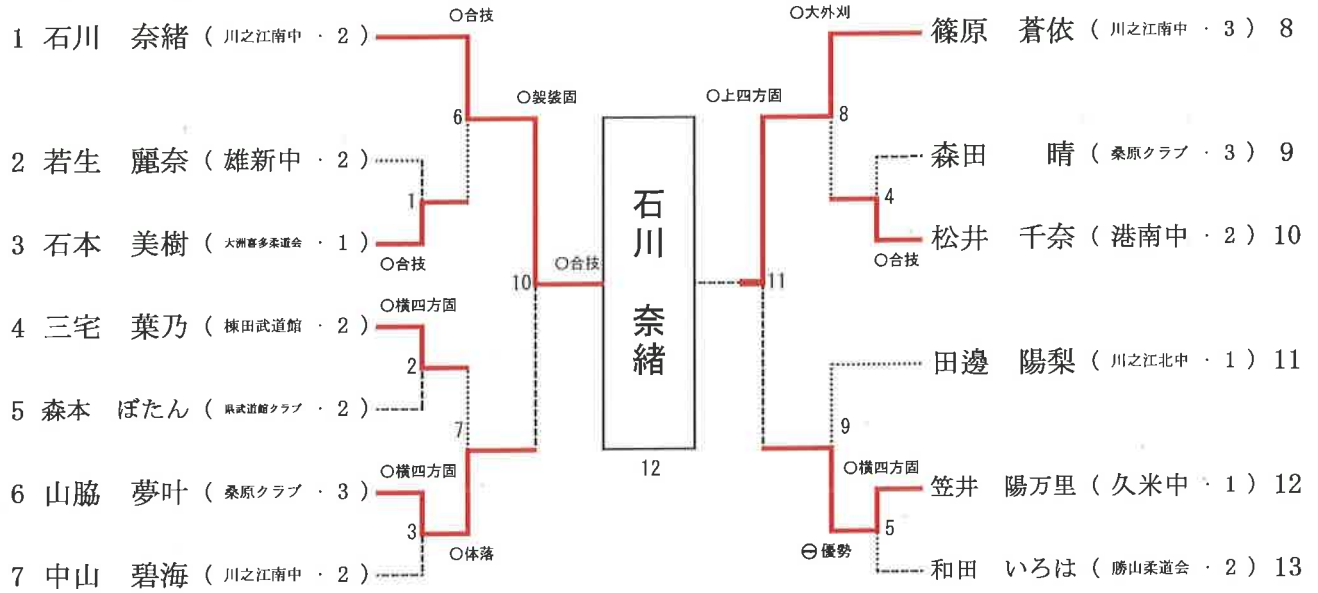 ○合技
○大外刈
1 石川 奈緒 ( 川之江南中 · 2 )
篠原 蒼依 ( 川之江南中 · 3 ) 8
○袈裟固
○上四方固
6
8
2 若生 麗奈 ( 雄新中 · 2 )
森田 晴 ( 桑原クラブ · 3 ) 9
1
4
3 石本 美樹 ( 大洲喜多柔道会 · 1 )
松井 千奈 ( 港南中 · 2 ) 10
○合技
○合技
○合技
10
11
石川 奈緒
○横四方固
4 三宅 葉乃 ( 棟田武道館 · 2 )
2
田邊 陽梨 ( 川之江北中 · 1 ) 11
5 森本 ぼたん ( 県武道館クラブ · 2 )
7
9
12
○横四方固
○横四方固
6 山脇 夢叶 ( 桑原クラブ · 3 )
笠井 陽万里 ( 久米中 · 1 ) 12
3
5
○体落
㊀優勢
7 中山 碧海 ( 川之江南中 · 2 )
和田 いろは ( 勝山柔道会 · 2 ) 13